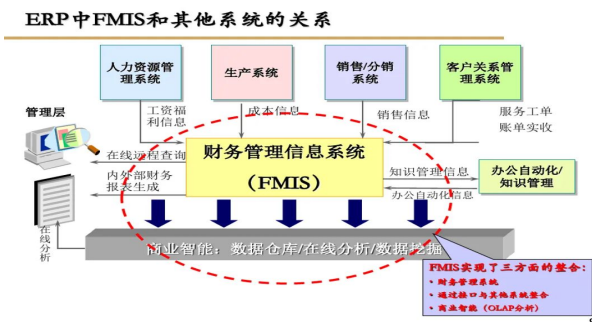 ERP中FMIS和其他系统的关系
人力资源管
理系统
生产系统
销售/分销
系统
客户关系管
理系统
管理层
工资福
利信息
成本信息
销售信息
服务工单
账单实收
在线远程查询
财务管理信息系统
（FMIS）
内外部财务
报表生成
知识管理信息
办公自动化信息
办公自动化/
知识管理
在线分析
商业智能：数据仓库/在线分析/数据挖掘
FMIS实现了三方面的整合：
· 财务管理系统
· 通过接口与其他系统整合
· 商业智能（OLAP分析）